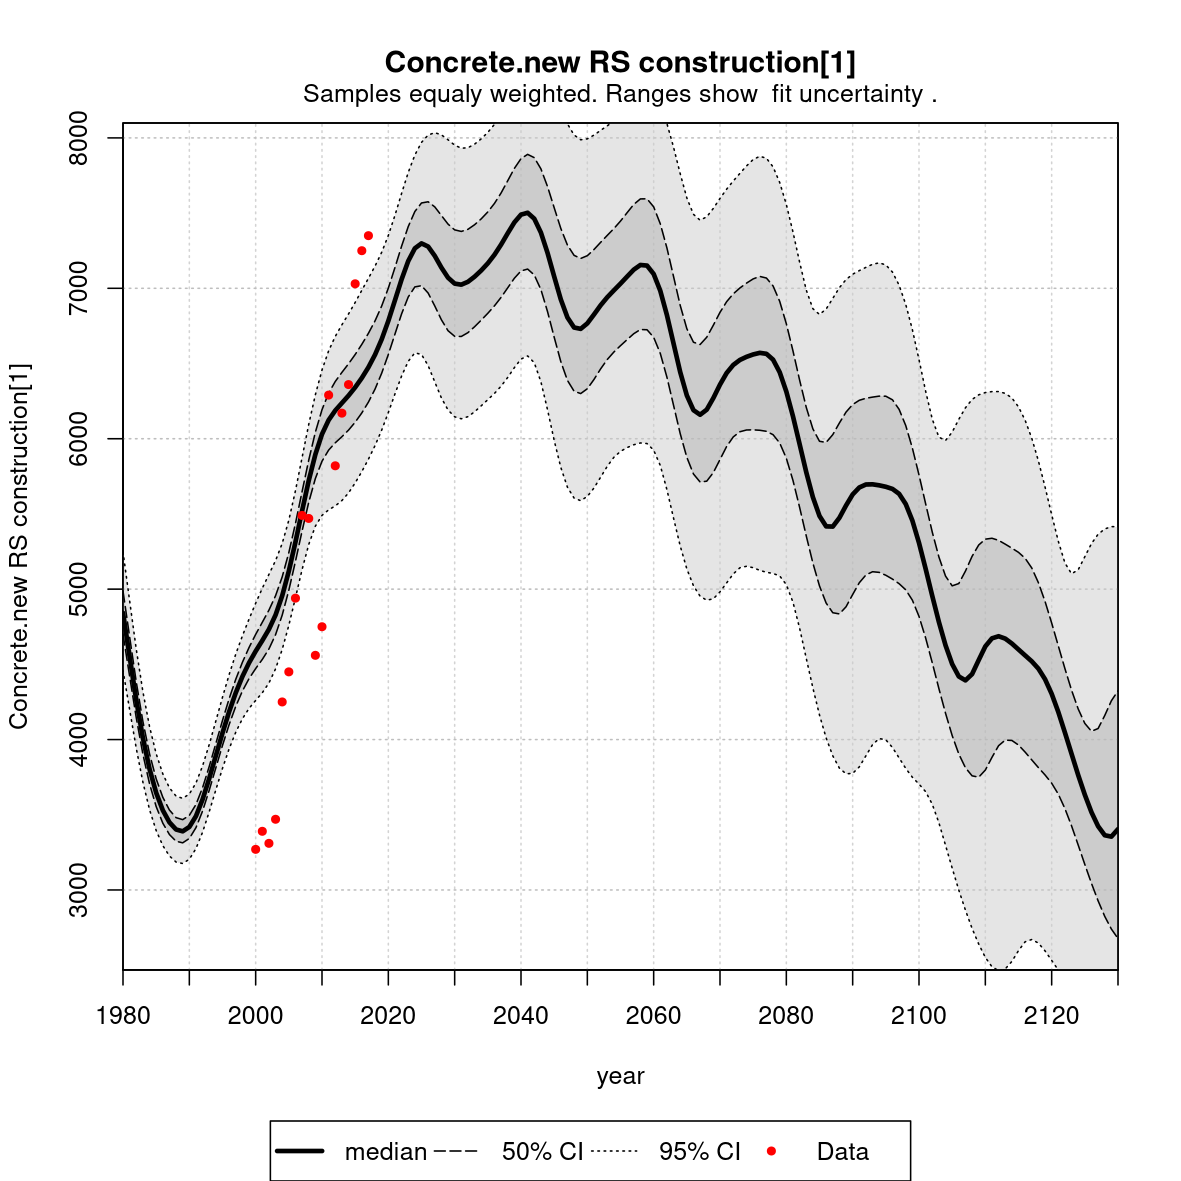 Concrete.new RS construction[1]
Samples equaly weighted. Ranges show  fit uncertainty .
Concrete.new RS construction[1]
8000
7000
6000
5000
4000
3000
1980 2000 2020 2040 2060 2080 2100 2120
year
median 50% CI 95% CI Data